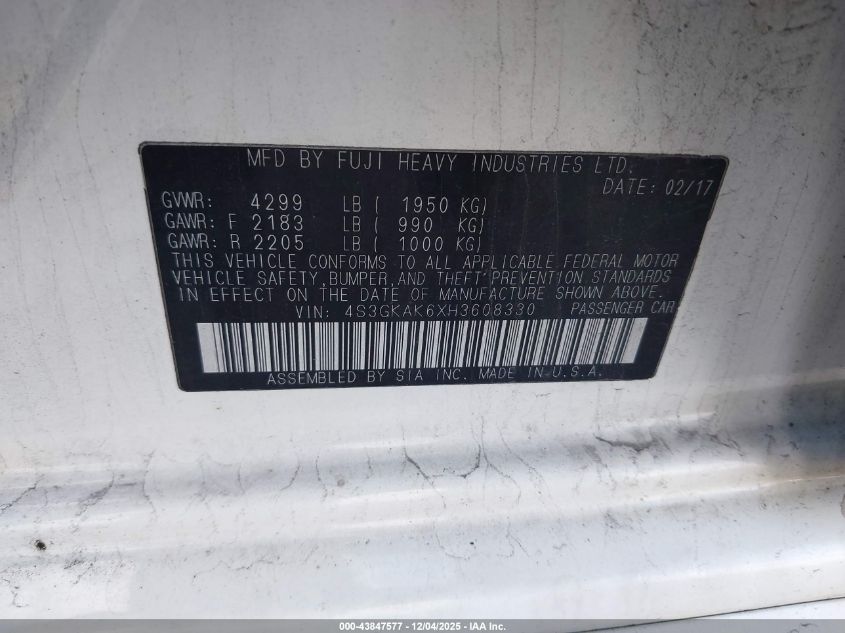 MFD BY FUJI HEAVY INDUSTRIES LTD.
DATE: 02/17
GVWR: 4299 LB ( 1950 KG)
GAWR: F 2183 LB ( 990 KG)
GAWR: R 2205 LB ( 1000 KG)
THIS VEHICLE CONFORMS TO ALL APPLICABLE FEDERAL MOTOR
VEHICLE SAFETY, BUMPER, AND THEFT PREVENTION STANDARDS
IN EFFECT ON THE DATE OF MANUFACTURE SHOWN ABOVE.
VIN: 4S3GKAK6XH3608330 PASSENGER CAR
ASSEMBLED BY SIA INC. MADE IN U.S.A.
000-43847577 - 12/04/2025 - IAA Inc.